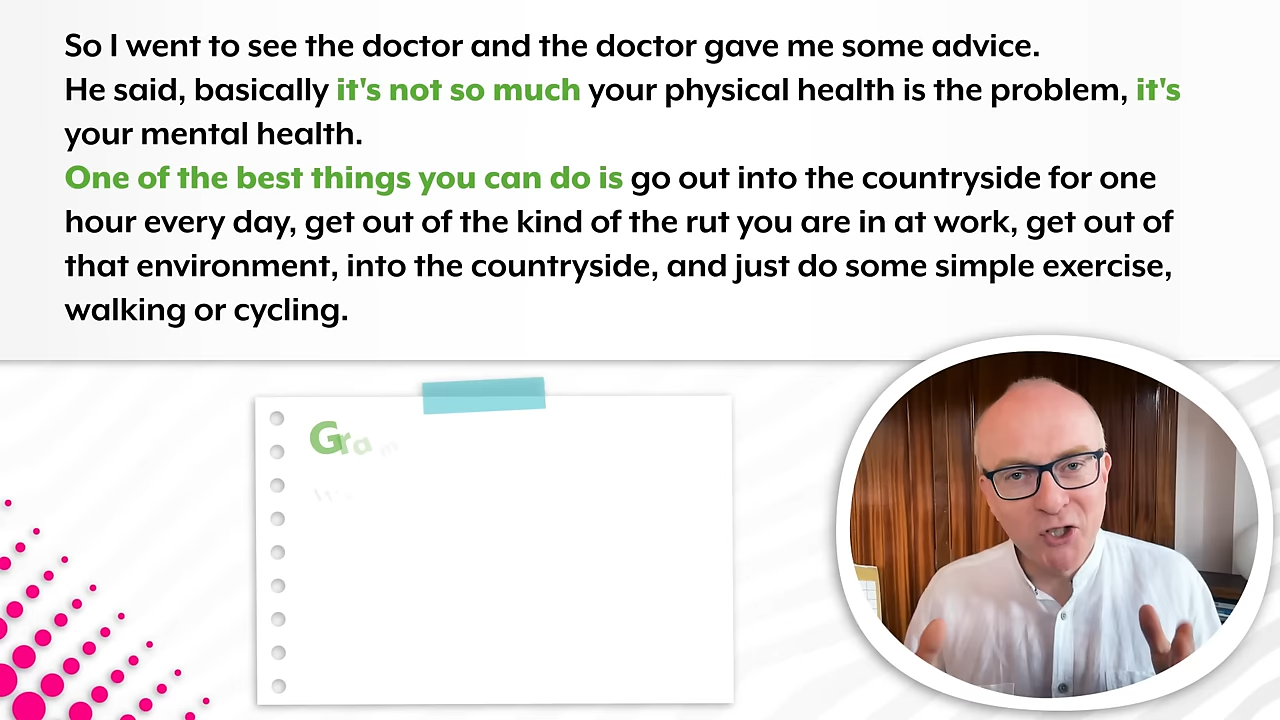 So I went to see the doctor and the doctor gave me some advice.
He said, basically it's not so much your physical health is the problem, it's
your mental health.
One of the best things you can do is go out into the countryside for one
hour every day, get out of the kind of the rut you are in at work, get out of
that environment, into the countryside, and just do some simple exercise,
walking or cycling.
Gram